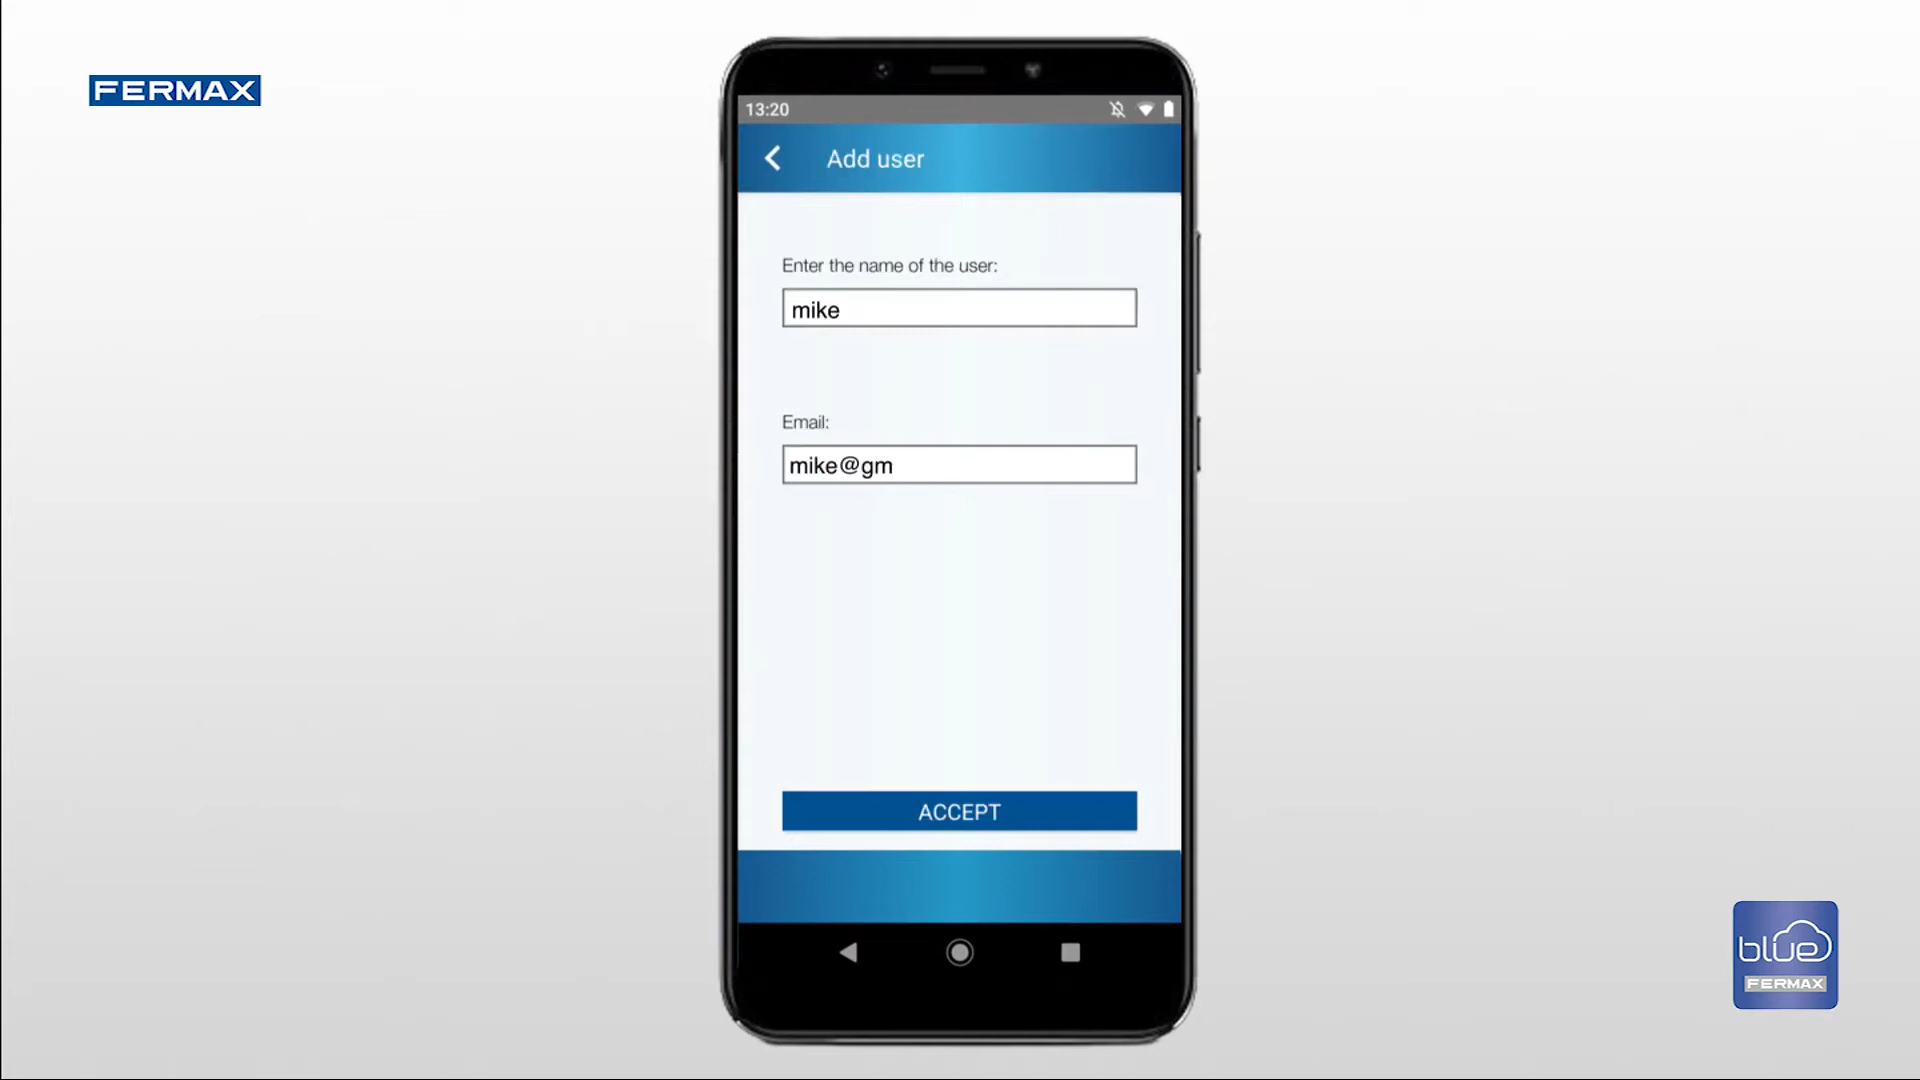 FERMAX
13:20
Add user
Enter the name of the user:
mike
Email:
mike@gm
ACCEPT
blue
FERMAX